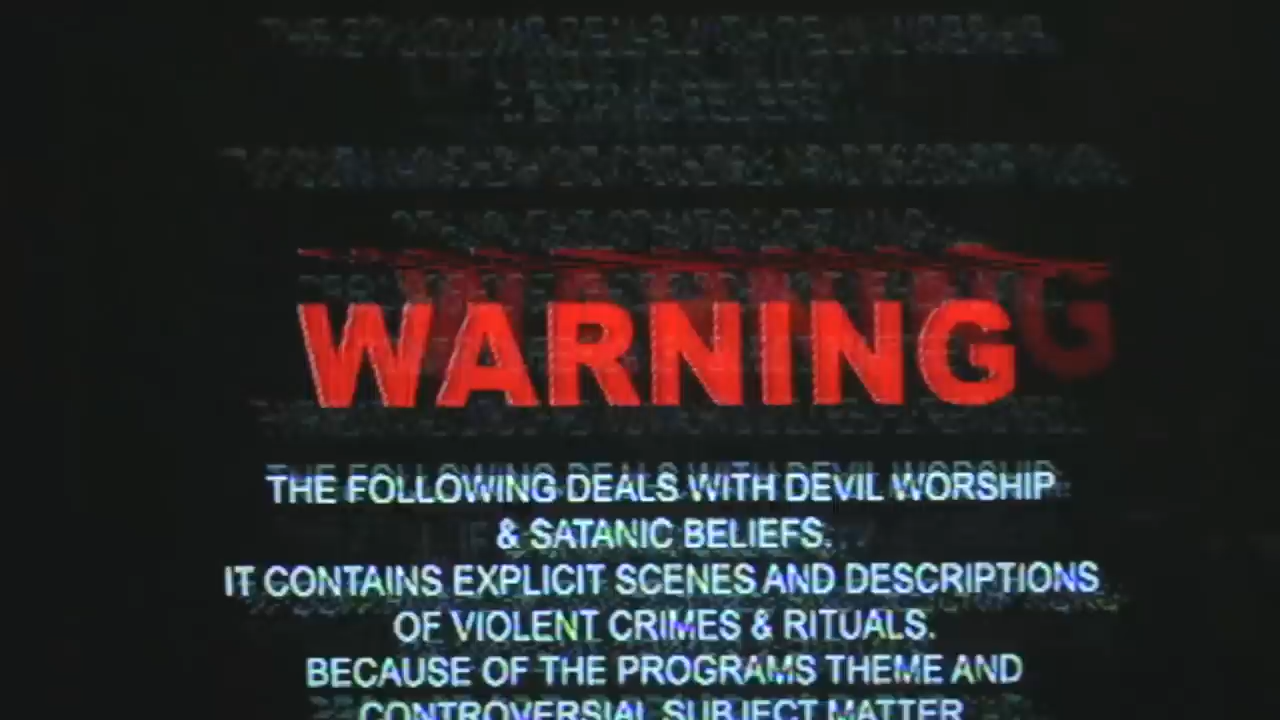 WARNING
THE FOLLOWING DEALS WITH DEVIL WORSHIP
& SATANIC BELIEFS.
IT CONTAINS EXPLICIT SCENES AND DESCRIPTIONS
OF VIOLENT CRIMES & RITUALS.
BECAUSE OF THE PROGRAMS THEME AND
CONTROVERSIAL SUBJECT MATTER